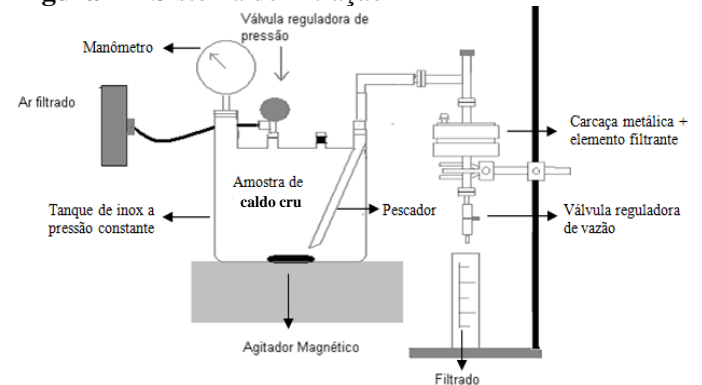 Válvula reguladora de
pressão
Manômetro
Ar filtrado
Carcaça metálica +
elemento filtrante
Amostra de
caldo cru
Tanque de inox a
pressão constante
Pescador
Válvula reguladora
de vazão
Agitador Magnético
Filtrado